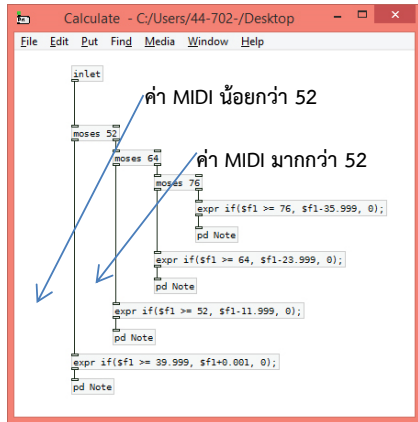 Calculate - C:/Users/44-702-/Desktop
File Edit Put Find Media Window Help
inlet
ค่า MIDI น้อยกว่า 52
moses 52
moses 64
ค่า MIDI มากกว่า 52
moses 76
expr if($f1 >= 76, $f1-35.999, 0);
pd Note
expr if($f1 >= 64, $f1-23.999, 0);
pd Note
expr if($f1 >= 52, $f1-11.999, 0);
pd Note
expr if($f1 >= 39.999, $f1+0.001, 0);
pd Note